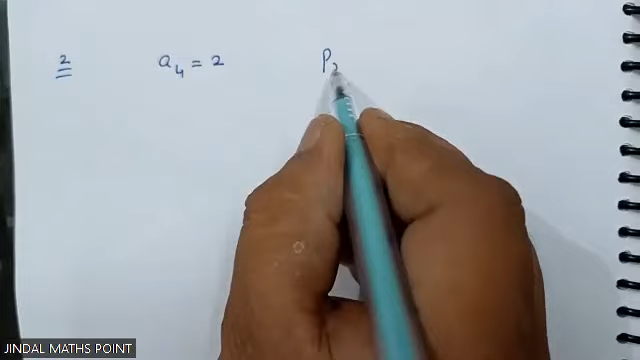 2 a₄ = 2 P₂
JINDAL MATHS POINT